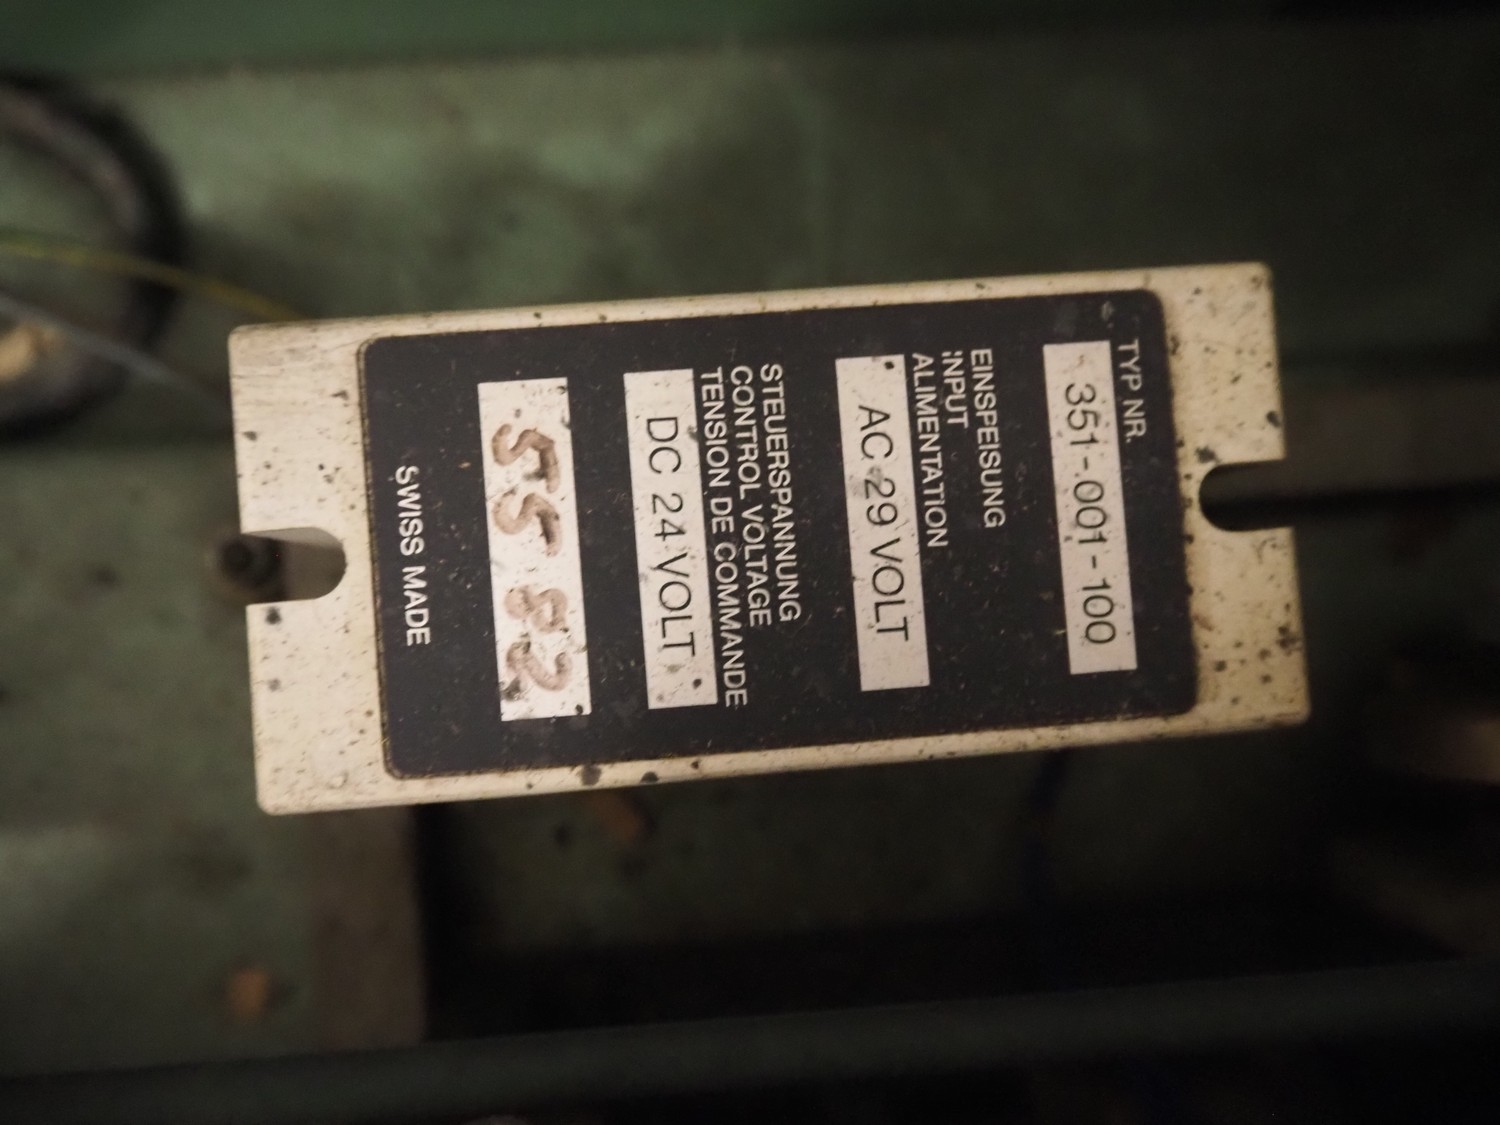 TYP NR.
351-001-100
EINSPEISUNG
INPUT
ALIMENTATION
AC 29 VOLT
STEUERSPANNUNG
CONTROL VOLTAGE
TENSION DE COMMANDE
DC 24 VOLT
55 82
SWISS MADE